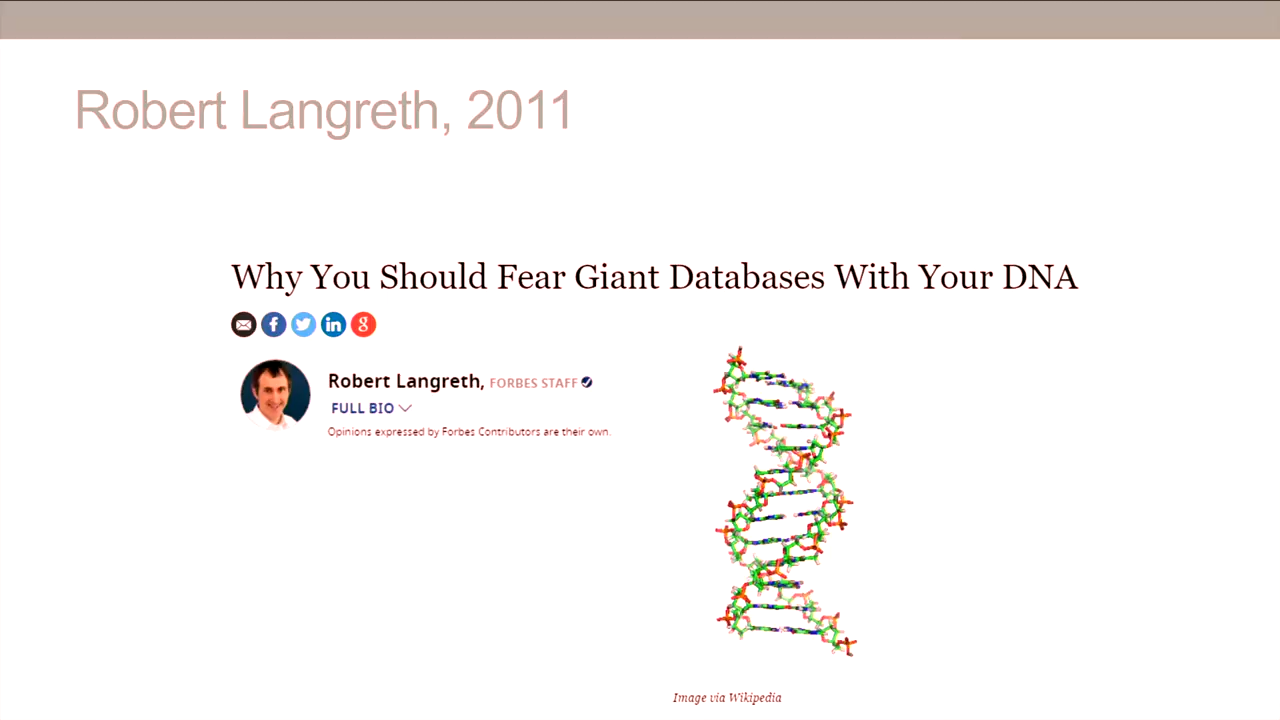 Robert Langreth, 2011
Why You Should Fear Giant Databases With Your DNA
f in g
Robert Langreth, FORBES STAFF
FULL BIO
Opinions expressed by Forbes Contributors are their own.
Image via Wikipedia